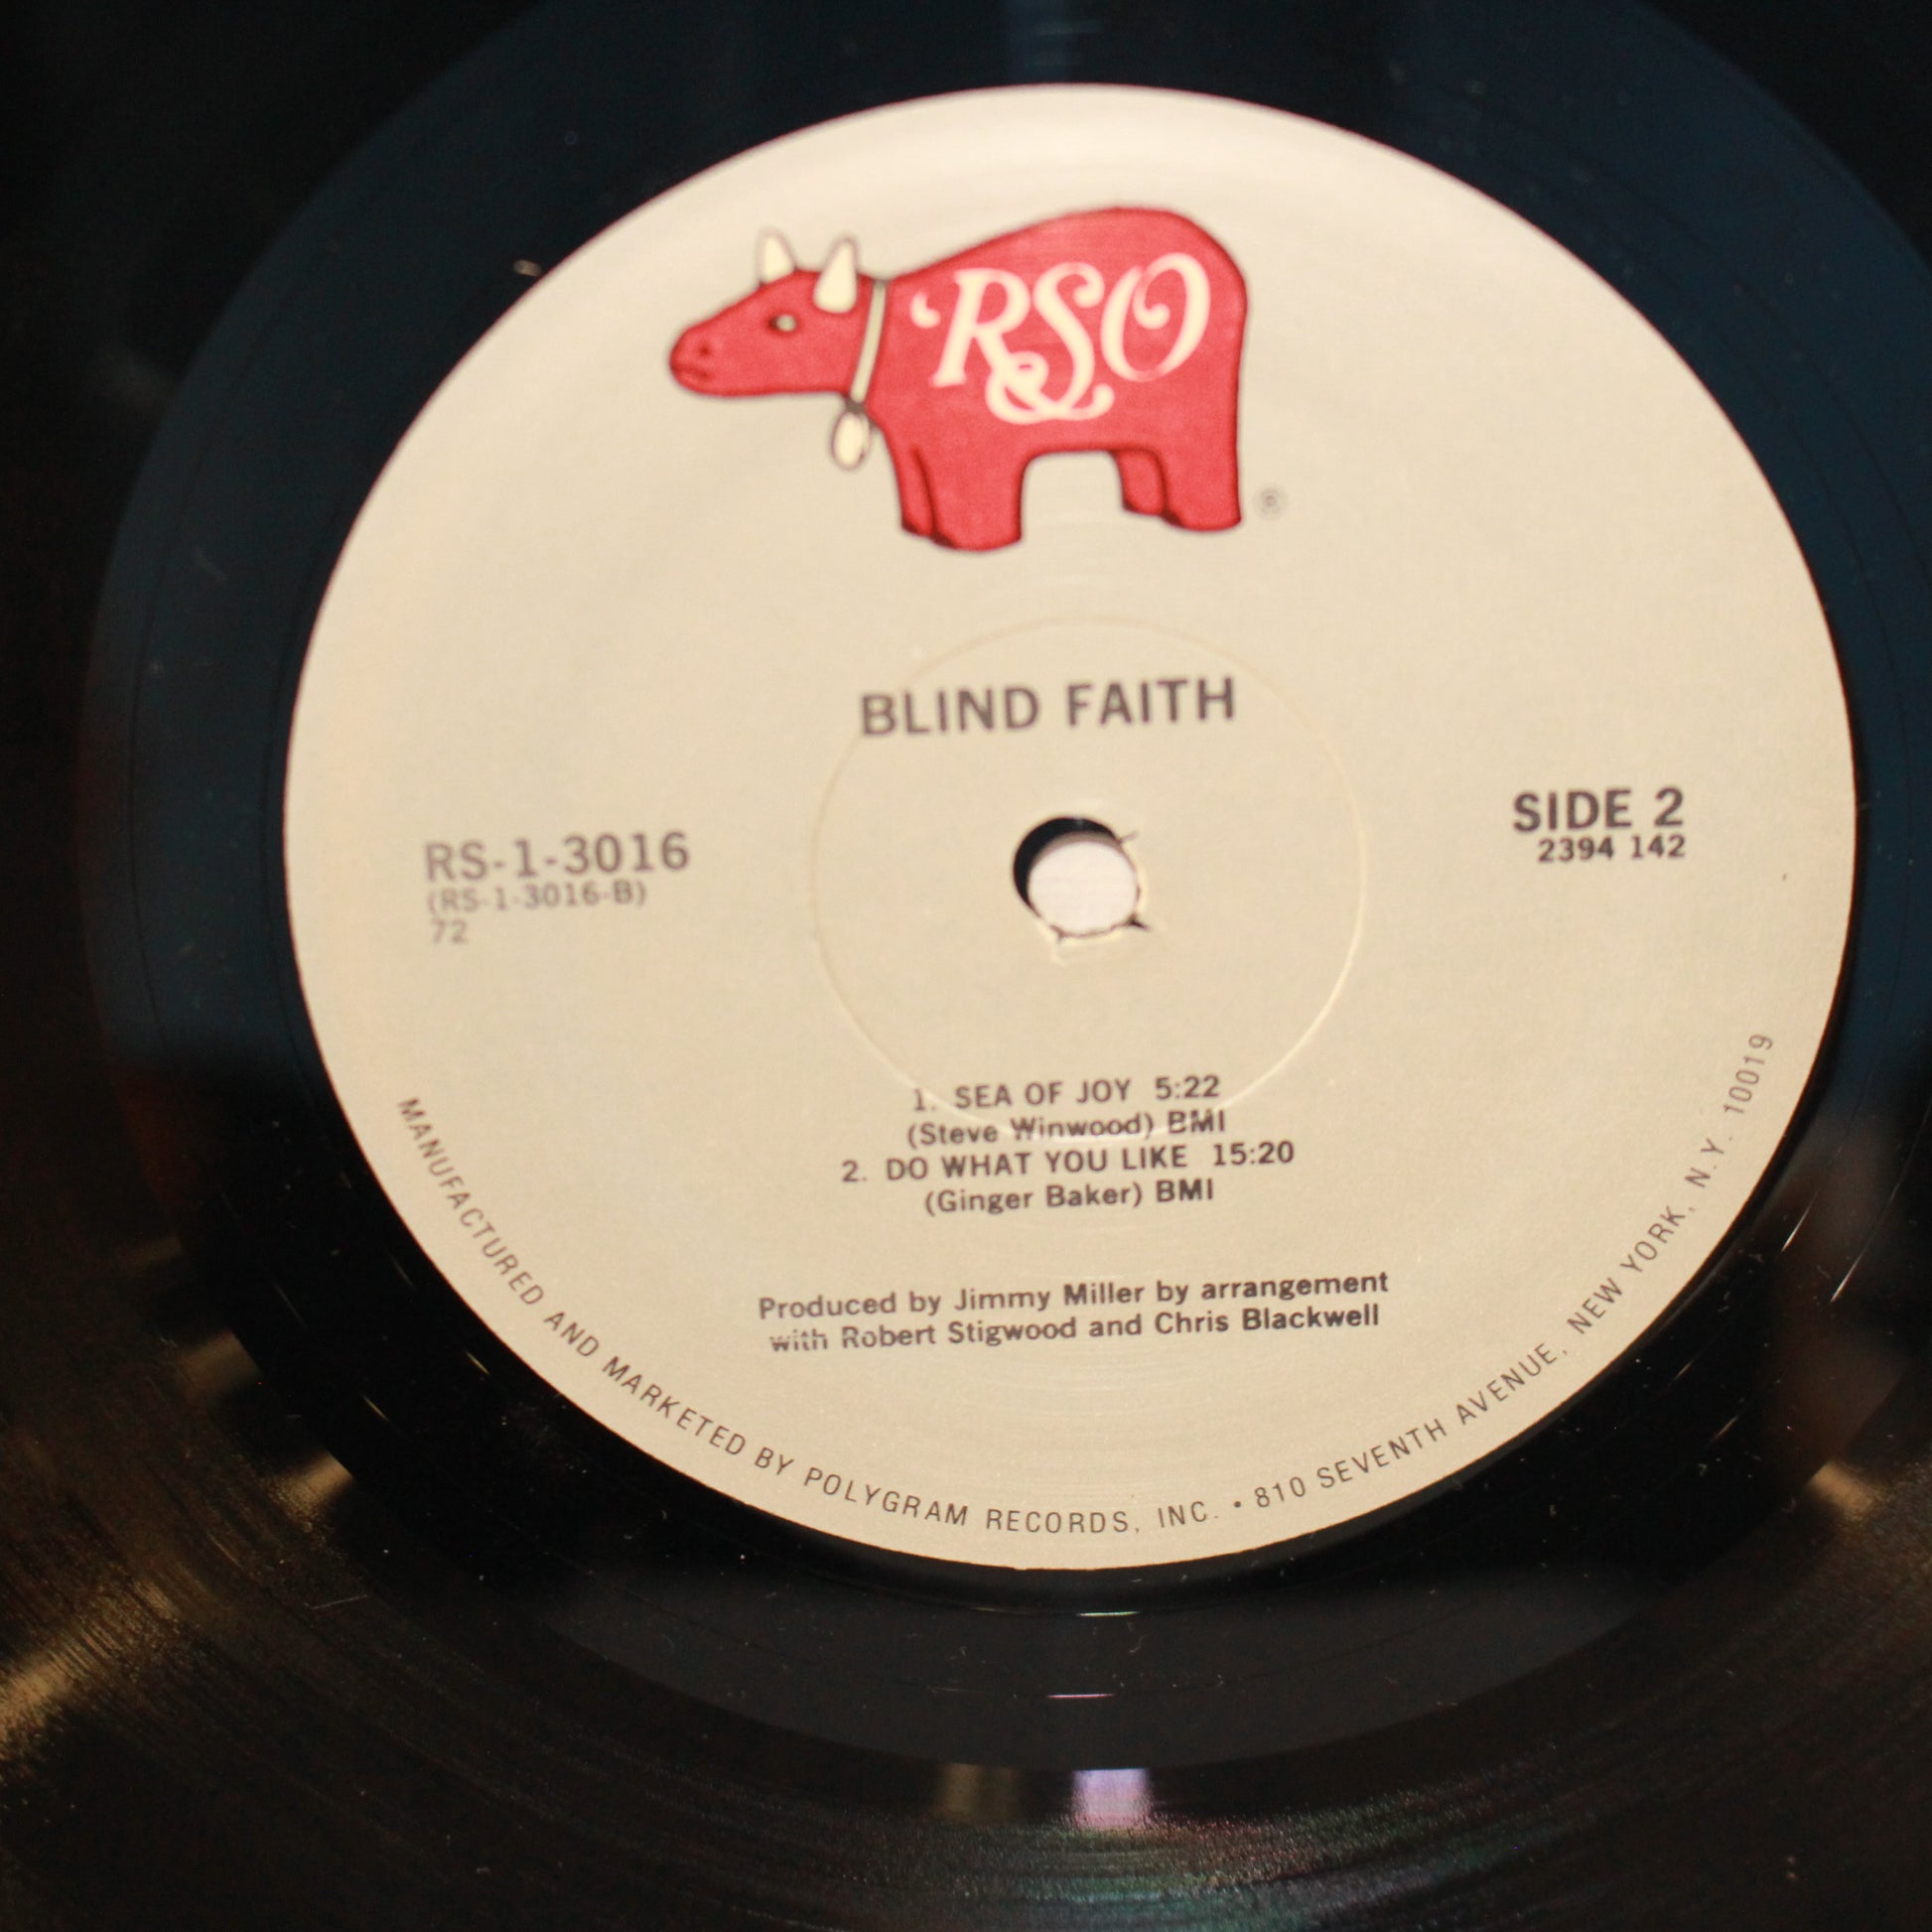 RSO
®
BLIND FAITH
RS-1-3016
(RS-1-3016-B)
72
SIDE 2
2394 142
1. SEA OF JOY 5:22
(Steve Winwood) BMI
2. DO WHAT YOU LIKE 15:20
(Ginger Baker) BMI
Produced by Jimmy Miller by arrangement
with Robert Stigwood and Chris Blackwell
MANUFACTURED AND MARKETED BY POLYGRAM RECORDS, INC. • 810 SEVENTH AVENUE, NEW YORK, N.Y. 10019